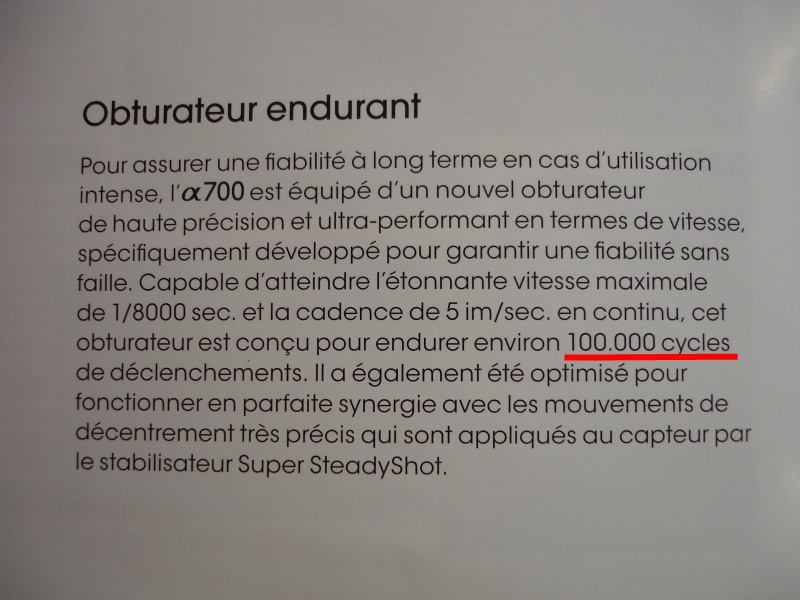 Obturateur endurant
Pour assurer une fiabilité à long terme en cas d'utilisation
intense, l'α700 est équipé d'un nouvel obturateur
de haute précision et ultra-performant en termes de vitesse,
spécifiquement développé pour garantir une fiabilité sans
faille. Capable d'atteindre l'étonnante vitesse maximale
de 1/8000 sec. et la cadence de 5 im/sec. en continu, cet
obturateur est conçu pour endurer environ 100.000 cycles
de déclenchements. Il a également été optimisé pour
fonctionner en parfaite synergie avec les mouvements de
décentrement très précis qui sont appliqués au capteur par
le stabilisateur Super SteadyShot.